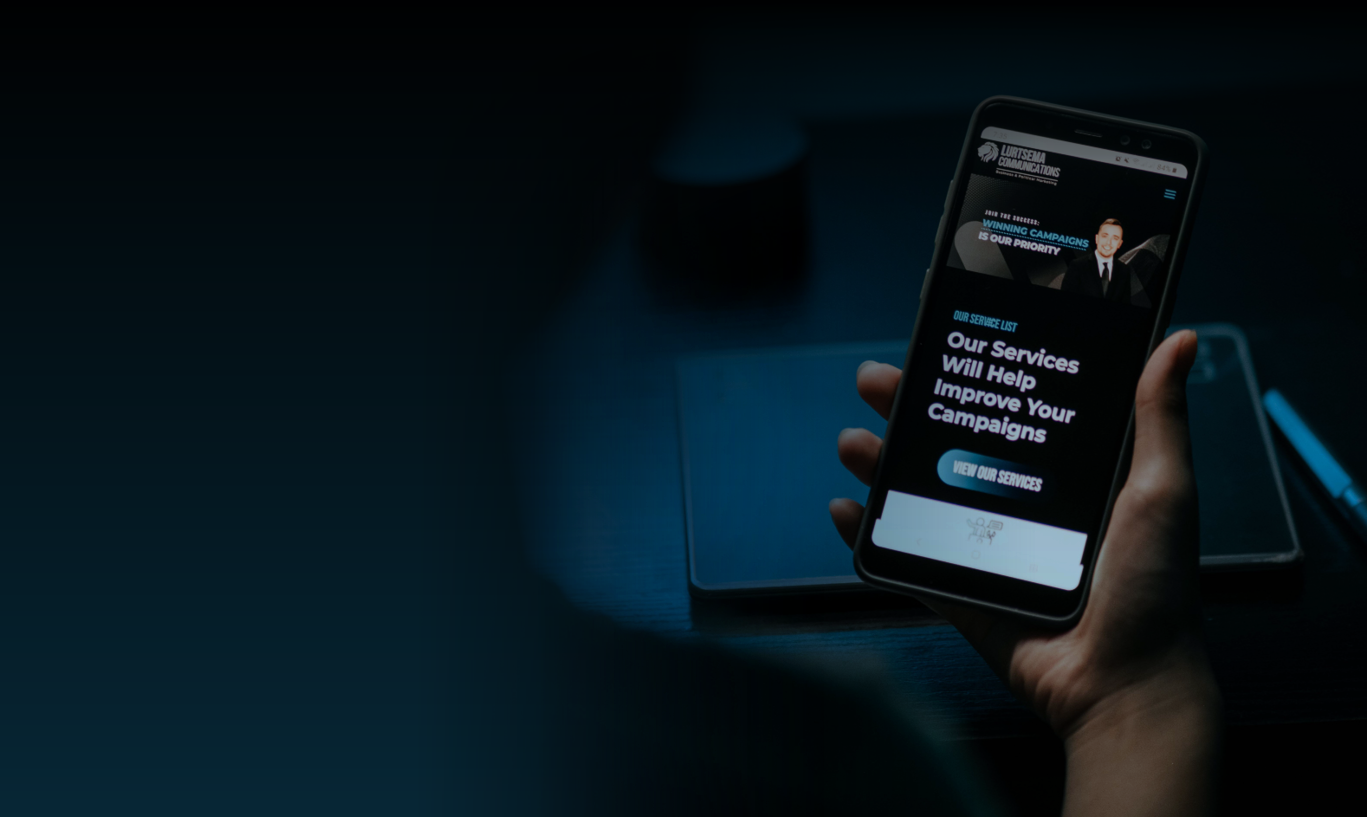 LURTSEMA
COMMUNICATIONS
Business & Political Marketing
JOIN THE SUCCESS:
WINNING CAMPAIGNS
IS OUR PRIORITY
OUR SERVICE LIST
Our Services
Will Help
Improve Your
Campaigns
VIEW OUR SERVICES